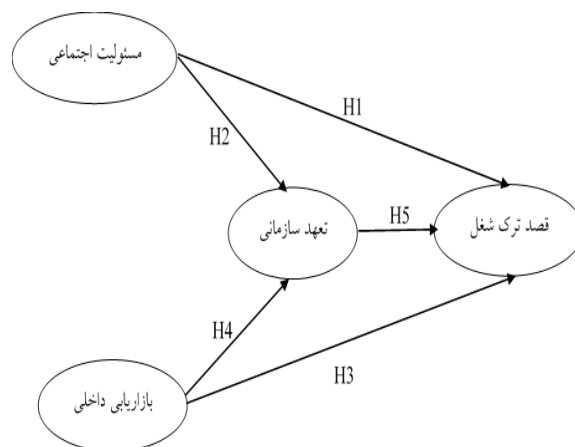 مسئولیت اجتماعی
H1
H2
تعهد سازمانی
H5
قصد ترک شغل
H4
H3
بازاریابی داخلی